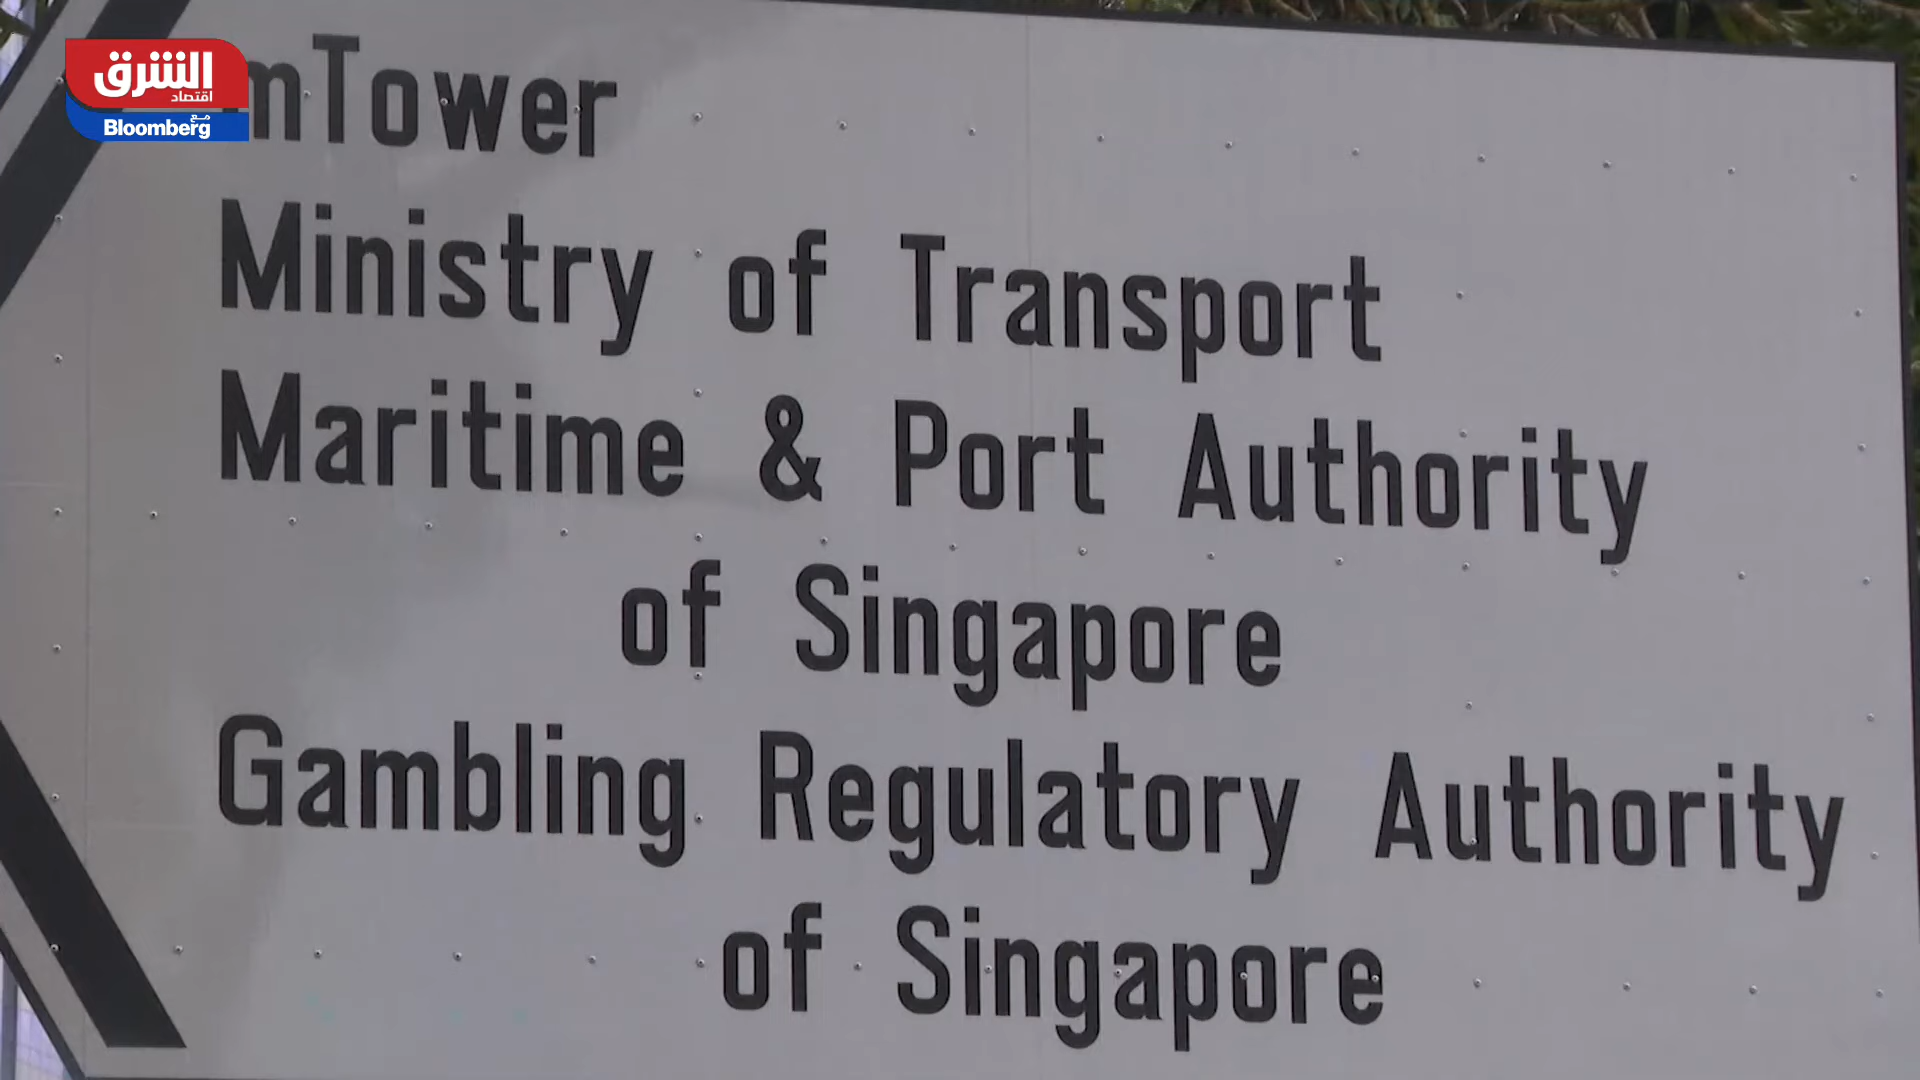 الشرق
اقتصاد
مع
Bloomberg
mTower
Ministry of Transport
Maritime & Port Authority
of Singapore
Gambling Regulatory Authority
of Singapore